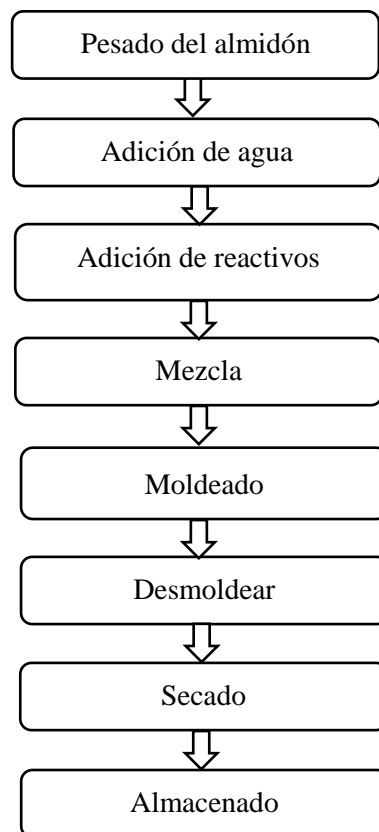 Pesado del almidón
Adición de agua
Adición de reactivos
Mezcla
Moldeado
Desmoldear
Secado
Almacenado